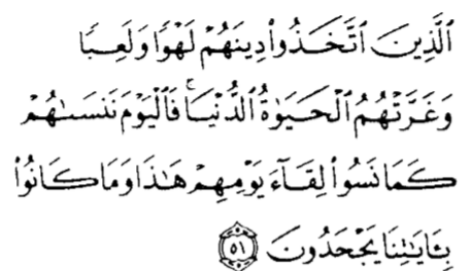 ٱلَّذِينَ ٱتَّخَذُوا۟ دِينَهُمْ لَهْوًا وَلَعِبًا
وَغَرَّتْهُمُ ٱلْحَيَوٰةُ ٱلدُّنْيَا ۚ فَٱلْيَوْمَ نَنسَىٰهُمْ
كَمَا نَسُوا۟ لِقَآءَ يَوْمِهِمْ هَـٰذَا وَمَا كَانُوا۟
بِـَٔايَـٰتِنَا يَجْحَدُونَ ٥١